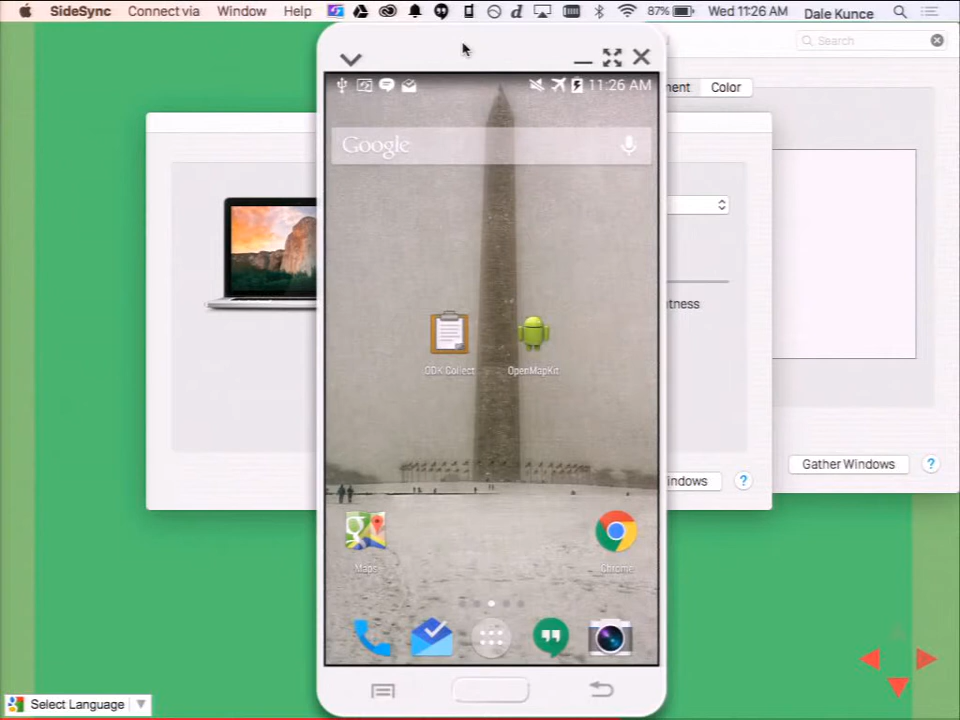 SideSync Connect via Window Help
87% Wed 11:26 AM Dale Kunce
Search
11:26 AM
ment Color
Google
ntness
ODK Collect OpenMapKit
Gather Windows ?
indows ?
Maps Chrome
Select Language